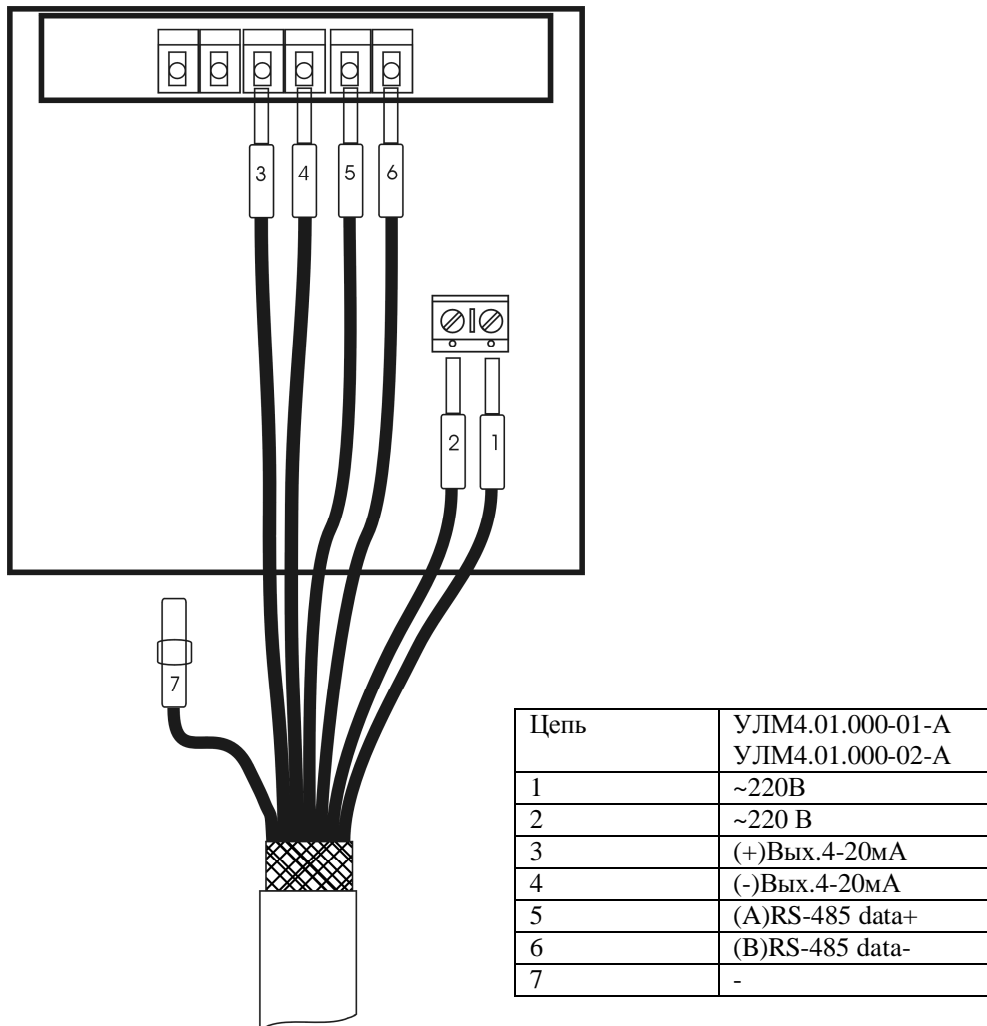 3 4 5 6
2 1
7
Цепь УЛМ4.01.000-01-А
УЛМ4.01.000-02-А
1 ~220В
2 ~220 В
3 (+)Вых.4-20мА
4 (-)Вых.4-20мА
5 (A)RS-485 data+
6 (B)RS-485 data-
7 -